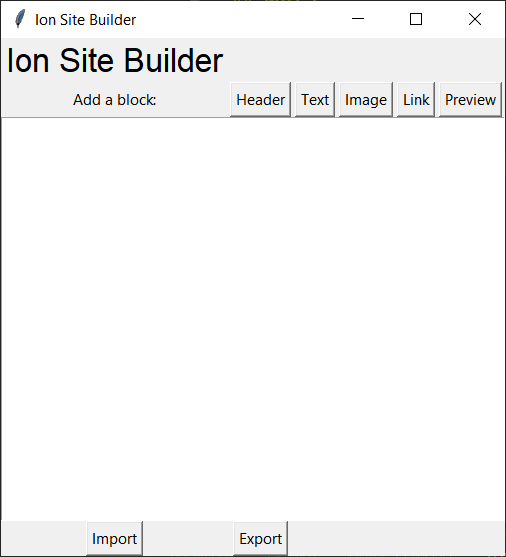 Ion Site Builder
Ion Site Builder
Add a block: Header Text Image Link Preview
Import Export